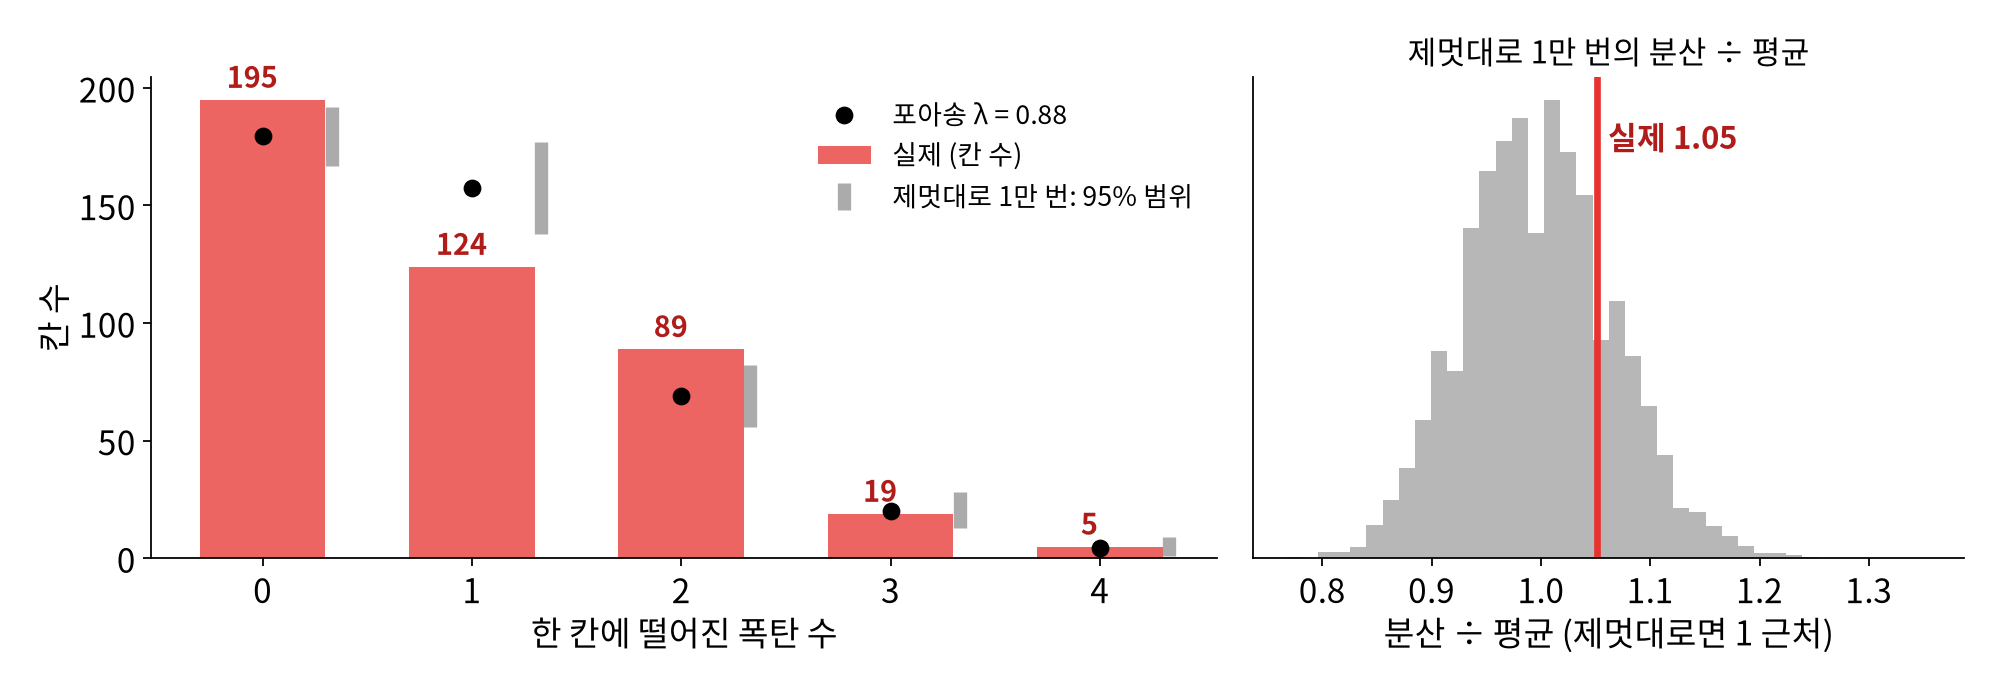 195
124
89
19
5
포아송 λ = 0.88
실제 (칸 수)
제멋대로 1만 번: 95% 범위
칸 수
200
150
100
50
0
0 1 2 3 4
한 칸에 떨어진 폭탄 수
제멋대로 1만 번의 분산 ÷ 평균
실제 1.05
0.8 0.9 1.0 1.1 1.2 1.3
분산 ÷ 평균 (제멋대로면 1 근처)